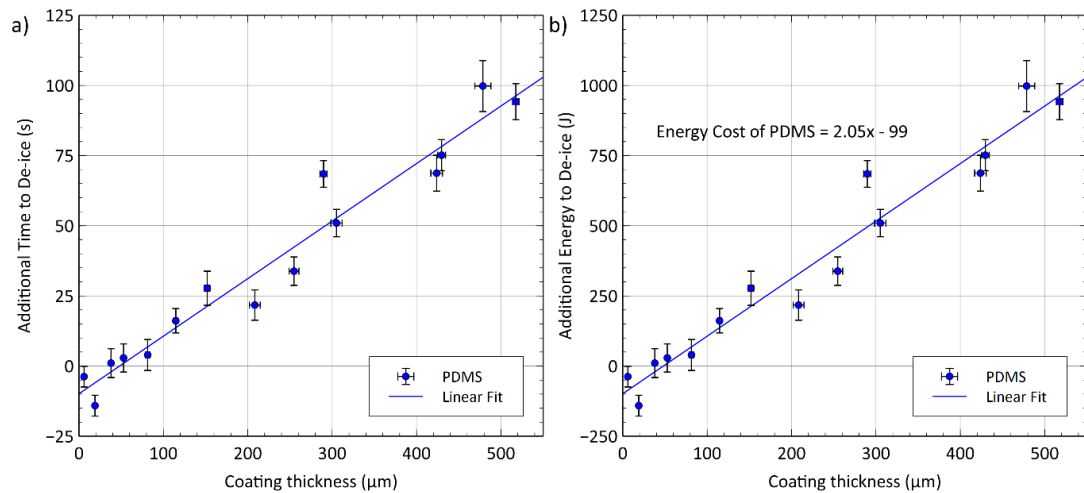 a)
125
100
75
50
25
0
−25
Additional Time to De-ice (s)
0 100 200 300 400 500
Coating thickness (µm)
PDMS
Linear Fit
b)
1250
1000
750
500
250
0
−250
Additional Energy to De-ice (J)
Energy Cost of PDMS = 2.05x - 99
0 100 200 300 400 500
Coating thickness (µm)
PDMS
Linear Fit